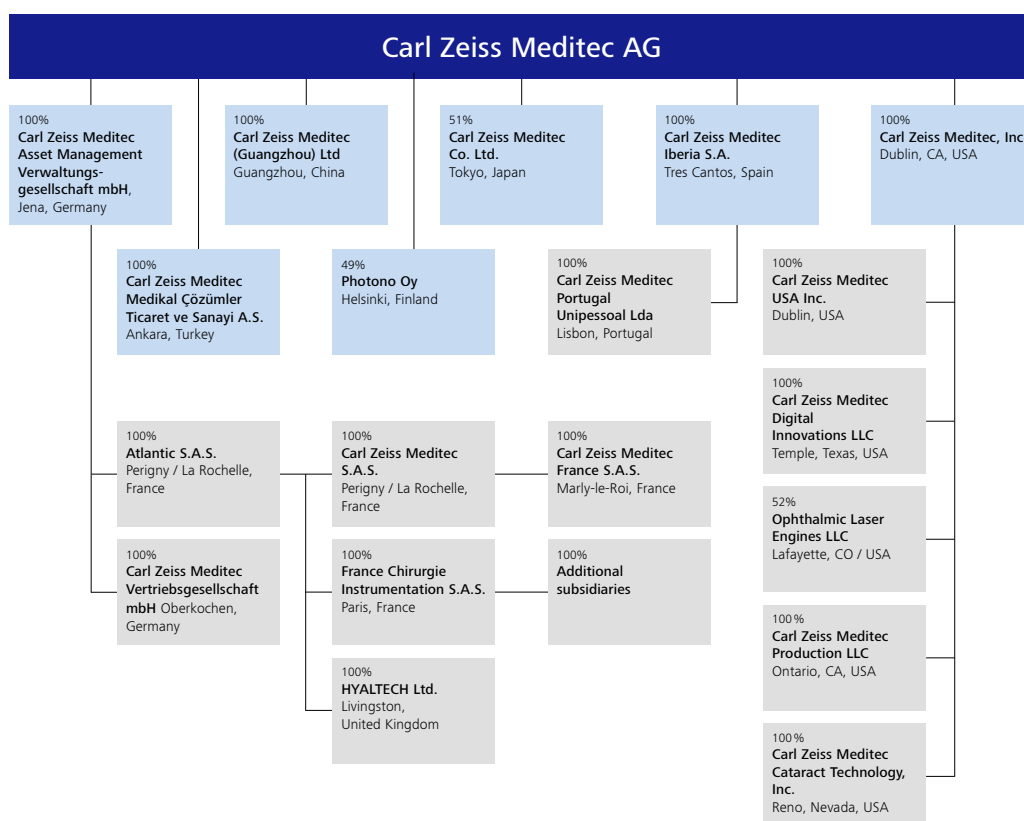 Carl Zeiss Meditec AG
100%
Carl Zeiss Meditec
Asset Management
Verwaltungs-
gesellschaft mbH,
Jena, Germany
100%
Carl Zeiss Meditec
(Guangzhou) Ltd
Guangzhou, China
51%
Carl Zeiss Meditec
Co. Ltd.
Tokyo, Japan
100%
Carl Zeiss Meditec
Iberia S.A.
Tres Cantos, Spain
100%
Carl Zeiss Meditec, Inc
Dublin, CA, USA
100%
Carl Zeiss Meditec
Medikal Çözümler
Ticaret ve Sanayi A.S.
Ankara, Turkey
49%
Photono Oy
Helsinki, Finland
100%
Carl Zeiss Meditec
Portugal
Unipessoal Lda
Lisbon, Portugal
100%
Carl Zeiss Meditec
USA Inc.
Dublin, USA
100%
Carl Zeiss Meditec
Digital
Innovations LLC
Temple, Texas, USA
100%
Atlantic S.A.S.
Perigny / La Rochelle,
France
100%
Carl Zeiss Meditec
S.A.S.
Perigny / La Rochelle,
France
100%
Carl Zeiss Meditec
France S.A.S.
Marly-le-Roi, France
52%
Ophthalmic Laser
Engines LLC
Lafayette, CO / USA
100%
Carl Zeiss Meditec
Vertriebsgesellschaft
mbH Oberkochen,
Germany
100%
France Chirurgie
Instrumentation S.A.S.
Paris, France
100%
Additional
subsidiaries
100 %
Carl Zeiss Meditec
Production LLC
Ontario, CA, USA
100%
HYALTECH Ltd.
Livingston,
United Kingdom
100 %
Carl Zeiss Meditec
Cataract Technology,
Inc.
Reno, Nevada, USA